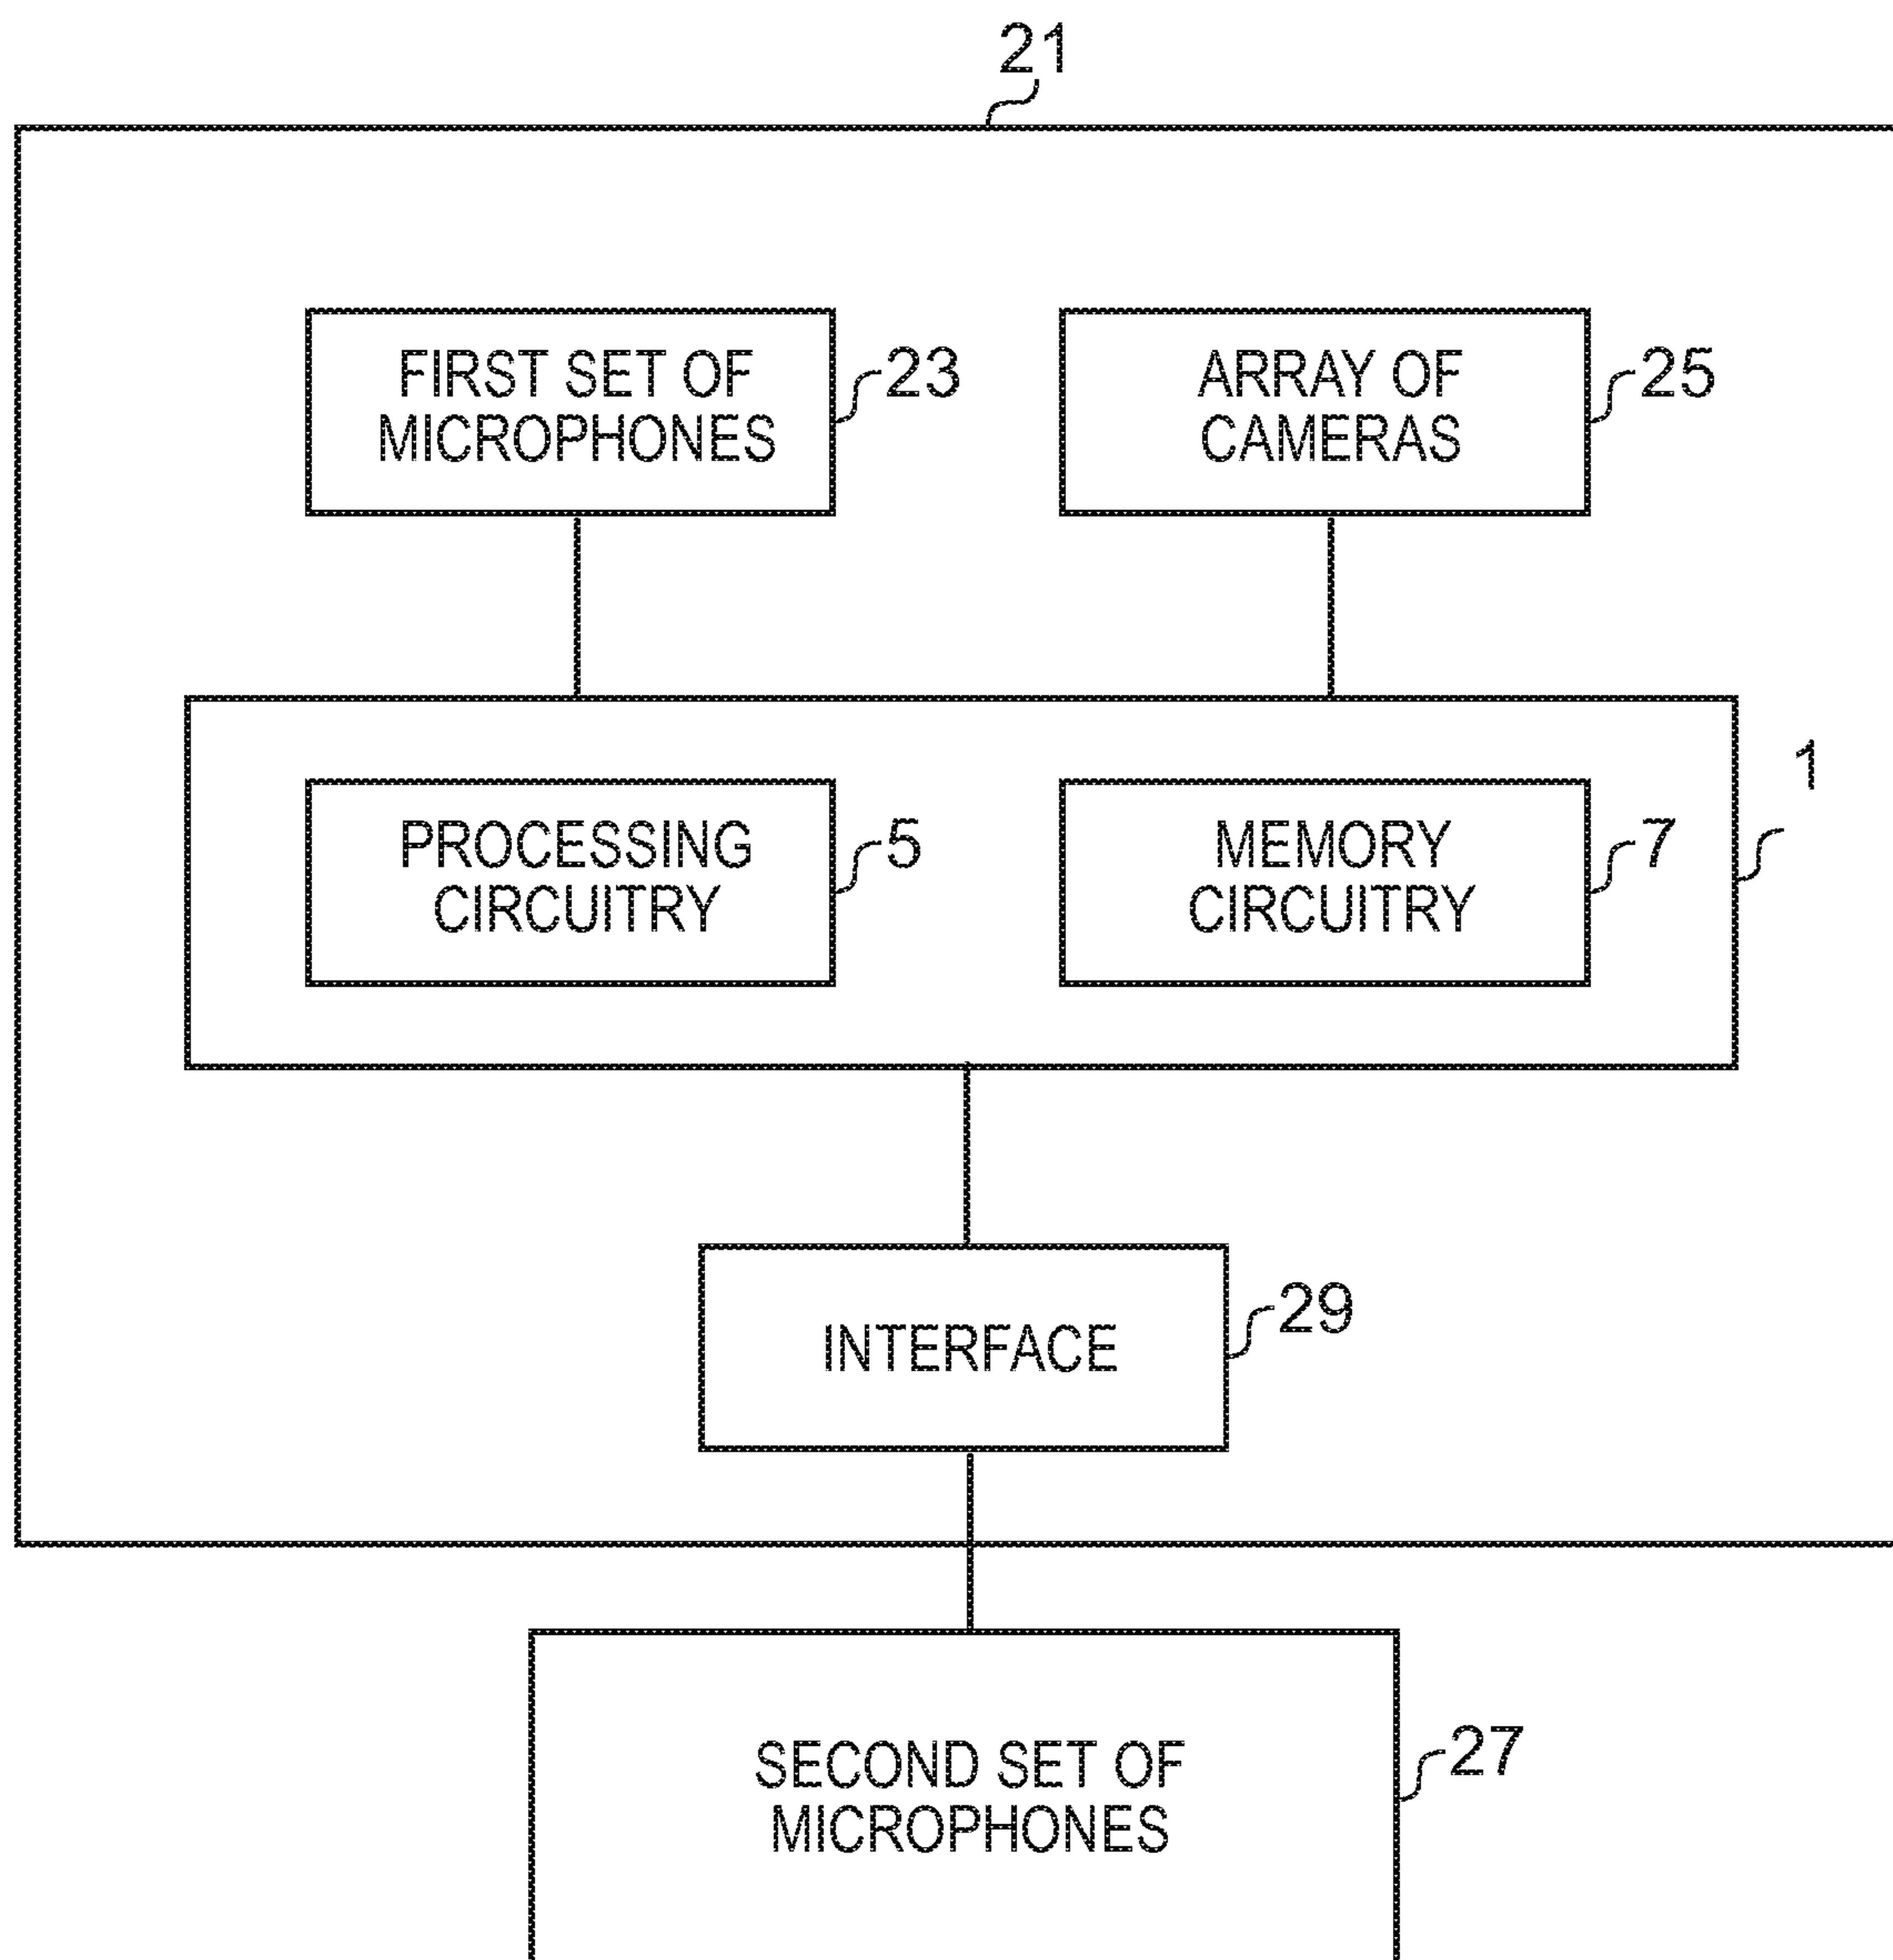 21
FIRST SET OF
MICROPHONES
23
ARRAY OF
CAMERAS
25
1
PROCESSING
CIRCUITRY
5
MEMORY
CIRCUITRY
7
INTERFACE
29
SECOND SET OF
MICROPHONES
27